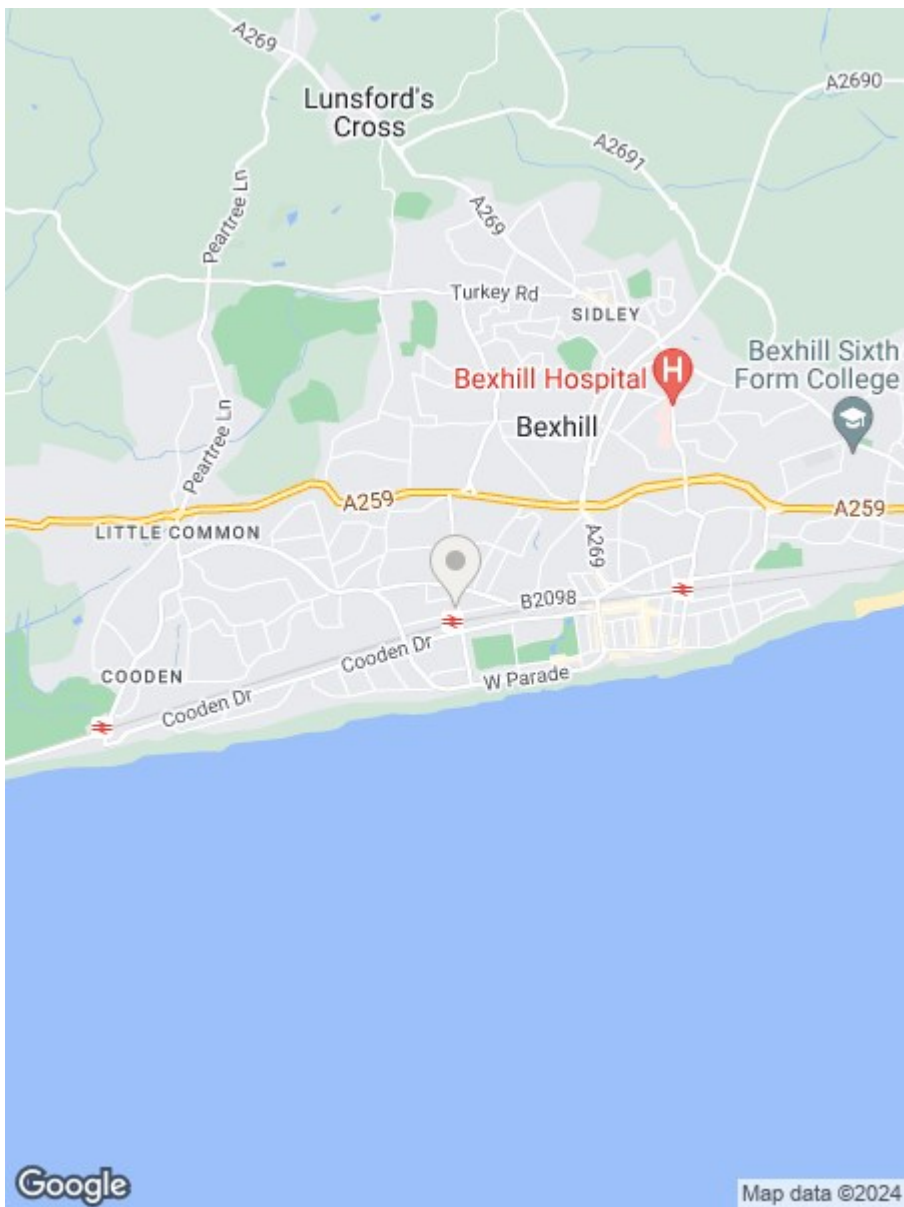 A269
A2690
Lunsford's
Cross
A2691
Peartree Ln
A269
Turkey Rd
SIDLEY
Bexhill Sixth
Form College
Bexhill Hospital
H
Bexhill
Peartree Ln
A259
A259
LITTLE COMMON
A269
B2098
Cooden Dr
COODEN
W Parade
Cooden Dr
Google
Map data ©2024